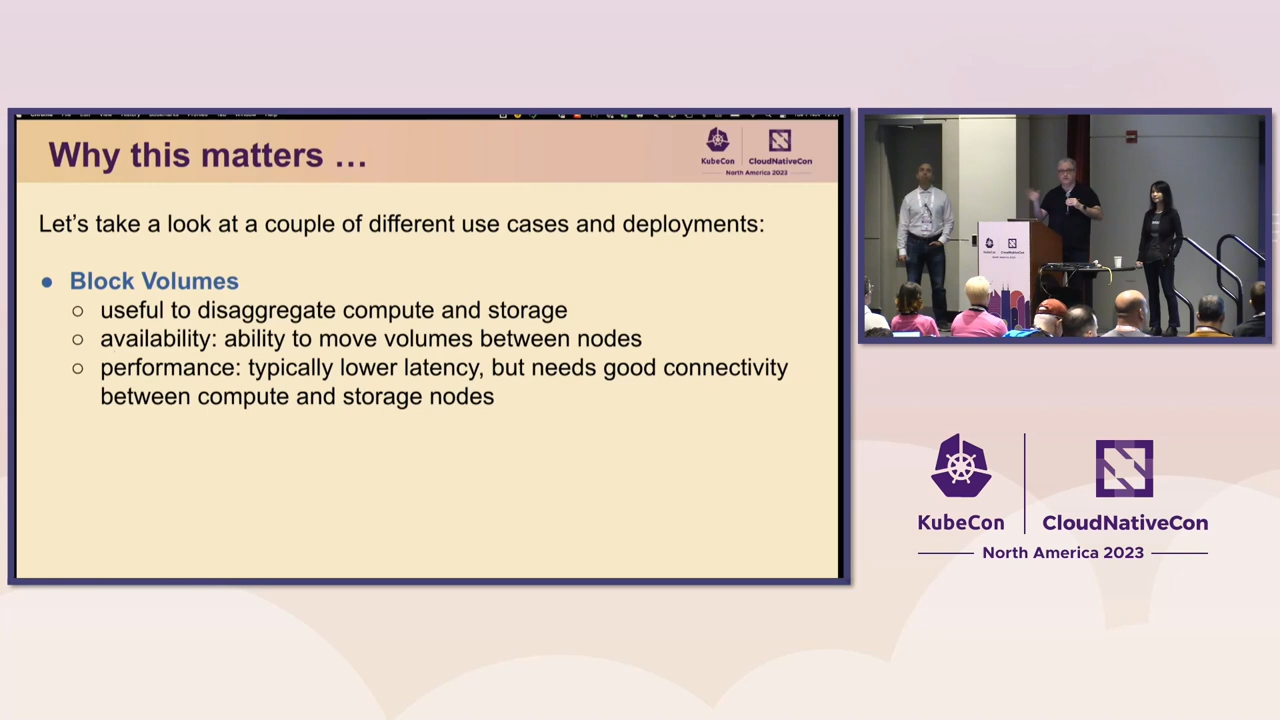 Why this matters …
KubeCon
CloudNativeCon
North America 2023
Let's take a look at a couple of different use cases and deployments:
● Block Volumes
○ useful to disaggregate compute and storage
○ availability: ability to move volumes between nodes
○ performance: typically lower latency, but needs good connectivity
between compute and storage nodes
KubeCon
CloudNativeCon
North America 2023